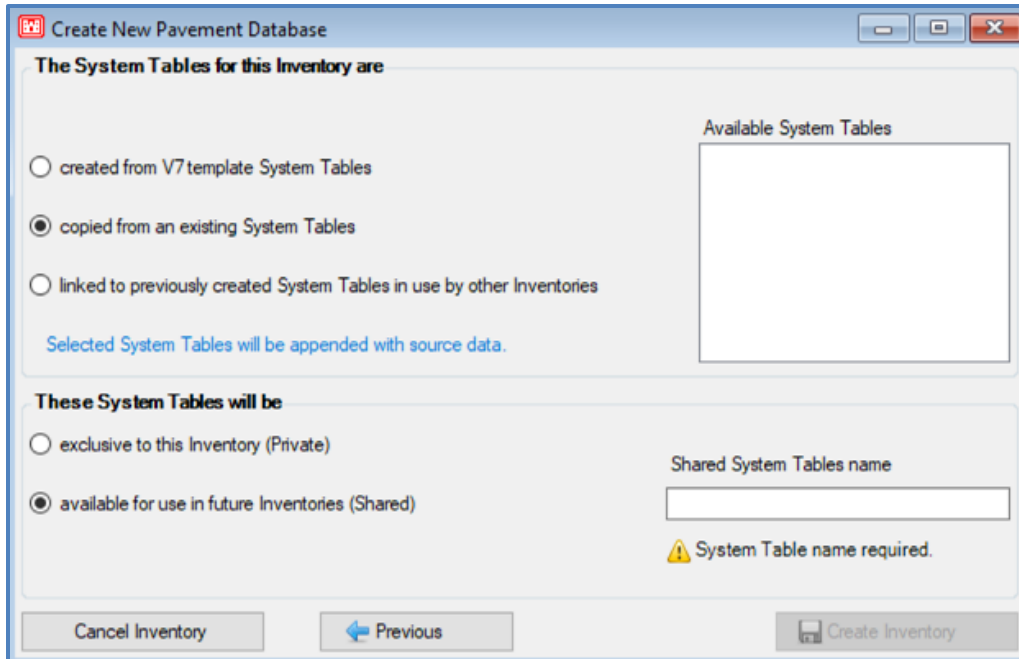 Create New Pavement Database
The System Tables for this Inventory are
Available System Tables
created from V7 template System Tables
copied from an existing System Tables
linked to previously created System Tables in use by other Inventories
Selected System Tables will be appended with source data.
These System Tables will be
exclusive to this Inventory (Private)
Shared System Tables name
available for use in future Inventories (Shared)
System Table name required.
Cancel Inventory
Previous
Create Inventory